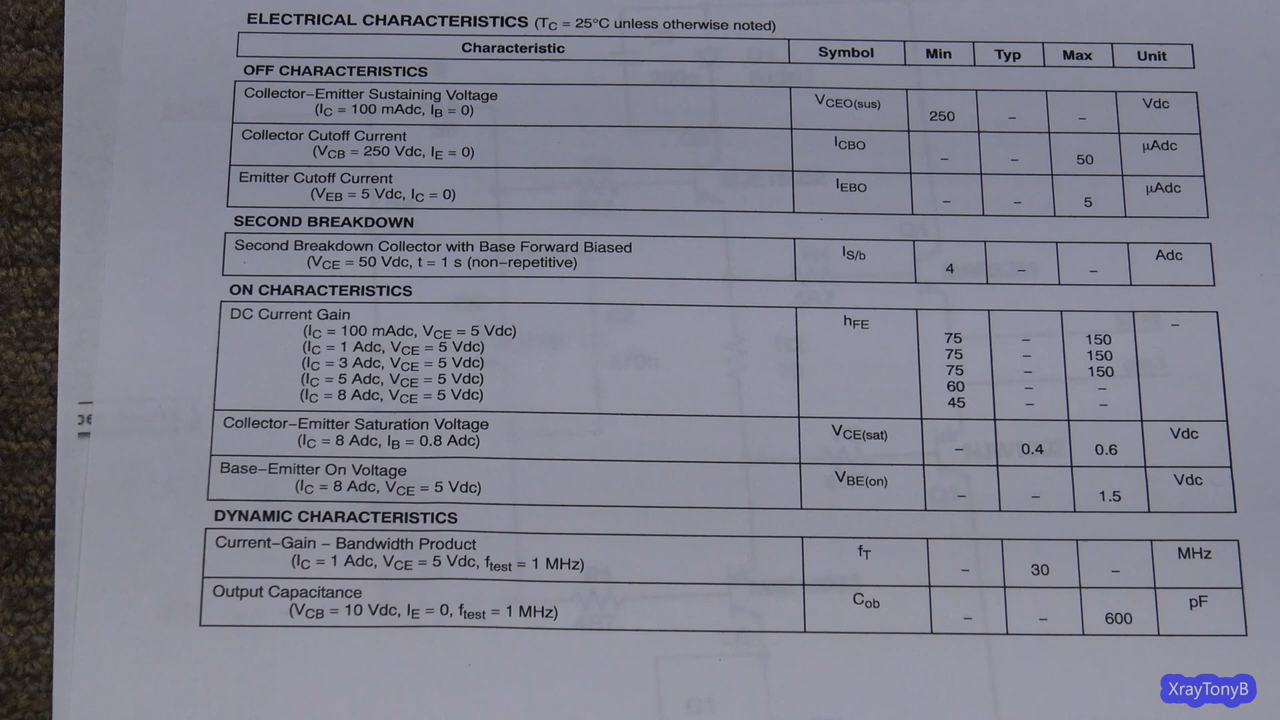 ELECTRICAL CHARACTERISTICS (TC = 25°C unless otherwise noted)
Characteristic Symbol Min Typ Max Unit
OFF CHARACTERISTICS
Collector–Emitter Sustaining Voltage
(IC = 100 mAdc, IB = 0)
VCEO(sus) 250 – – Vdc
Collector Cutoff Current
(VCB = 250 Vdc, IE = 0)
ICBO – – 50 μAdc
Emitter Cutoff Current
(VEB = 5 Vdc, IC = 0)
IEBO – – 5 μAdc
SECOND BREAKDOWN
Second Breakdown Collector with Base Forward Biased
(VCE = 50 Vdc, t = 1 s (non-repetitive)
IS/b 4 – – Adc
ON CHARACTERISTICS
DC Current Gain hFE –
(IC = 100 mAdc, VCE = 5 Vdc) 75 – 150
(IC = 1 Adc, VCE = 5 Vdc) 75 – 150
(IC = 3 Adc, VCE = 5 Vdc) 75 – 150
(IC = 5 Adc, VCE = 5 Vdc) 60 – –
(IC = 8 Adc, VCE = 5 Vdc) 45 – –
Collector–Emitter Saturation Voltage
(IC = 8 Adc, IB = 0.8 Adc)
VCE(sat) – 0.4 0.6 Vdc
Base–Emitter On Voltage
(IC = 8 Adc, VCE = 5 Vdc)
VBE(on) – – 1.5 Vdc
DYNAMIC CHARACTERISTICS
Current–Gain – Bandwidth Product
(IC = 1 Adc, VCE = 5 Vdc, ftest = 1 MHz)
fT – 30 – MHz
Output Capacitance
(VCB = 10 Vdc, IE = 0, ftest = 1 MHz)
Cob – – 600 pF
XrayTonyB